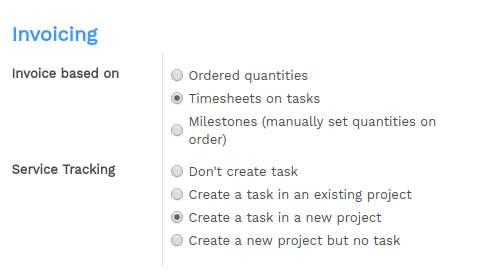 Invoicing
Invoice based on
Ordered quantities
Timesheets on tasks
Milestones (manually set quantities on
order)
Service Tracking
Don't create task
Create a task in an existing project
Create a task in a new project
Create a new project but no task